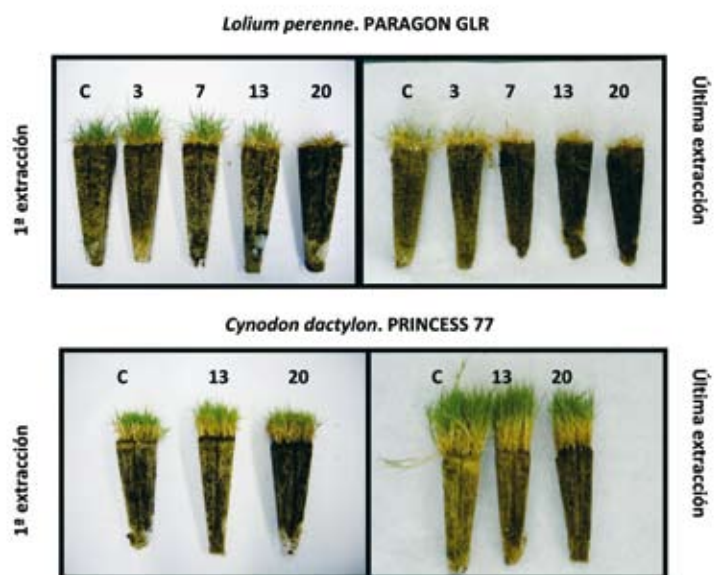 Lolium perenne. PARAGON GLR
1ª extracción
C 3 7 13 20
C 3 7 13 20
Última extracción
Cynodon dactylon. PRINCESS 77
1ª extracción
C 13 20
C 13 20
Última extracción